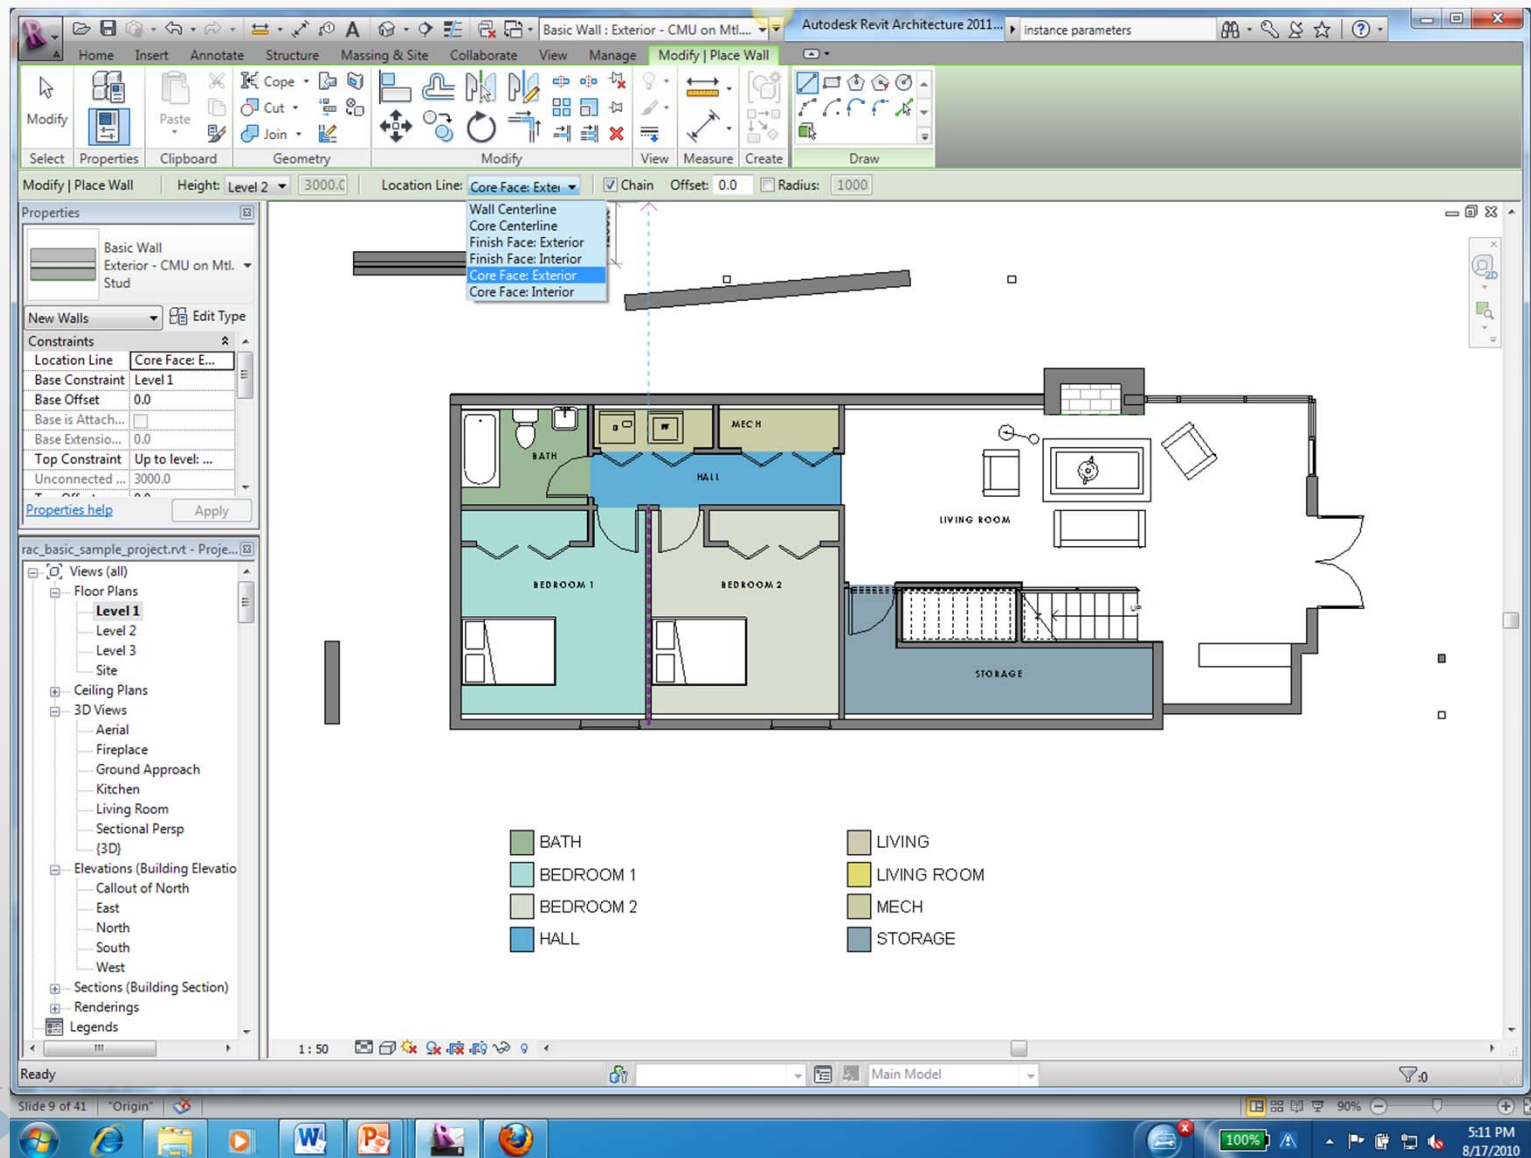 Basic Wall : Exterior - CMU on Mtl....
Autodesk Revit Architecture 2011...
instance parameters
Home Insert Annotate Structure Massing & Site Collaborate View Manage Modify | Place Wall
Modify
Paste
Cope
Cut
Join
Select Properties Clipboard Geometry Modify View Measure Create Draw
Modify | Place Wall Height: Level 2 3000.0 Location Line: Core Face: Exter Chain Offset: 0.0 Radius: 1000
Wall Centerline
Core Centerline
Finish Face: Exterior
Finish Face: Interior
Core Face: Exterior
Core Face: Interior
Properties
Basic Wall
Exterior - CMU on Mtl.
Stud
New Walls Edit Type
Constraints
Location Line Core Face: E...
Base Constraint Level 1
Base Offset 0.0
Base is Attach...
Base Extensio... 0.0
Top Constraint Up to level: ...
Unconnected ... 3000.0
Properties help Apply
rac_basic_sample_project.rvt - Proje...
Views (all)
Floor Plans
Level 1
Level 2
Level 3
Site
Ceiling Plans
3D Views
Aerial
Fireplace
Ground Approach
Kitchen
Living Room
Sectional Persp
{3D}
Elevations (Building Elevatio
Callout of North
East
North
South
West
Sections (Building Section)
Renderings
Legends
2D
BATH
MECH
HALL
LIVING ROOM
BEDROOM 1
BEDROOM 2
STORAGE
BATH
BEDROOM 1
BEDROOM 2
HALL
LIVING
LIVING ROOM
MECH
STORAGE
1 : 50
Ready
Main Model
:0
Slide 9 of 41 "Origin" 90%
100%
5:11 PM
8/17/2010